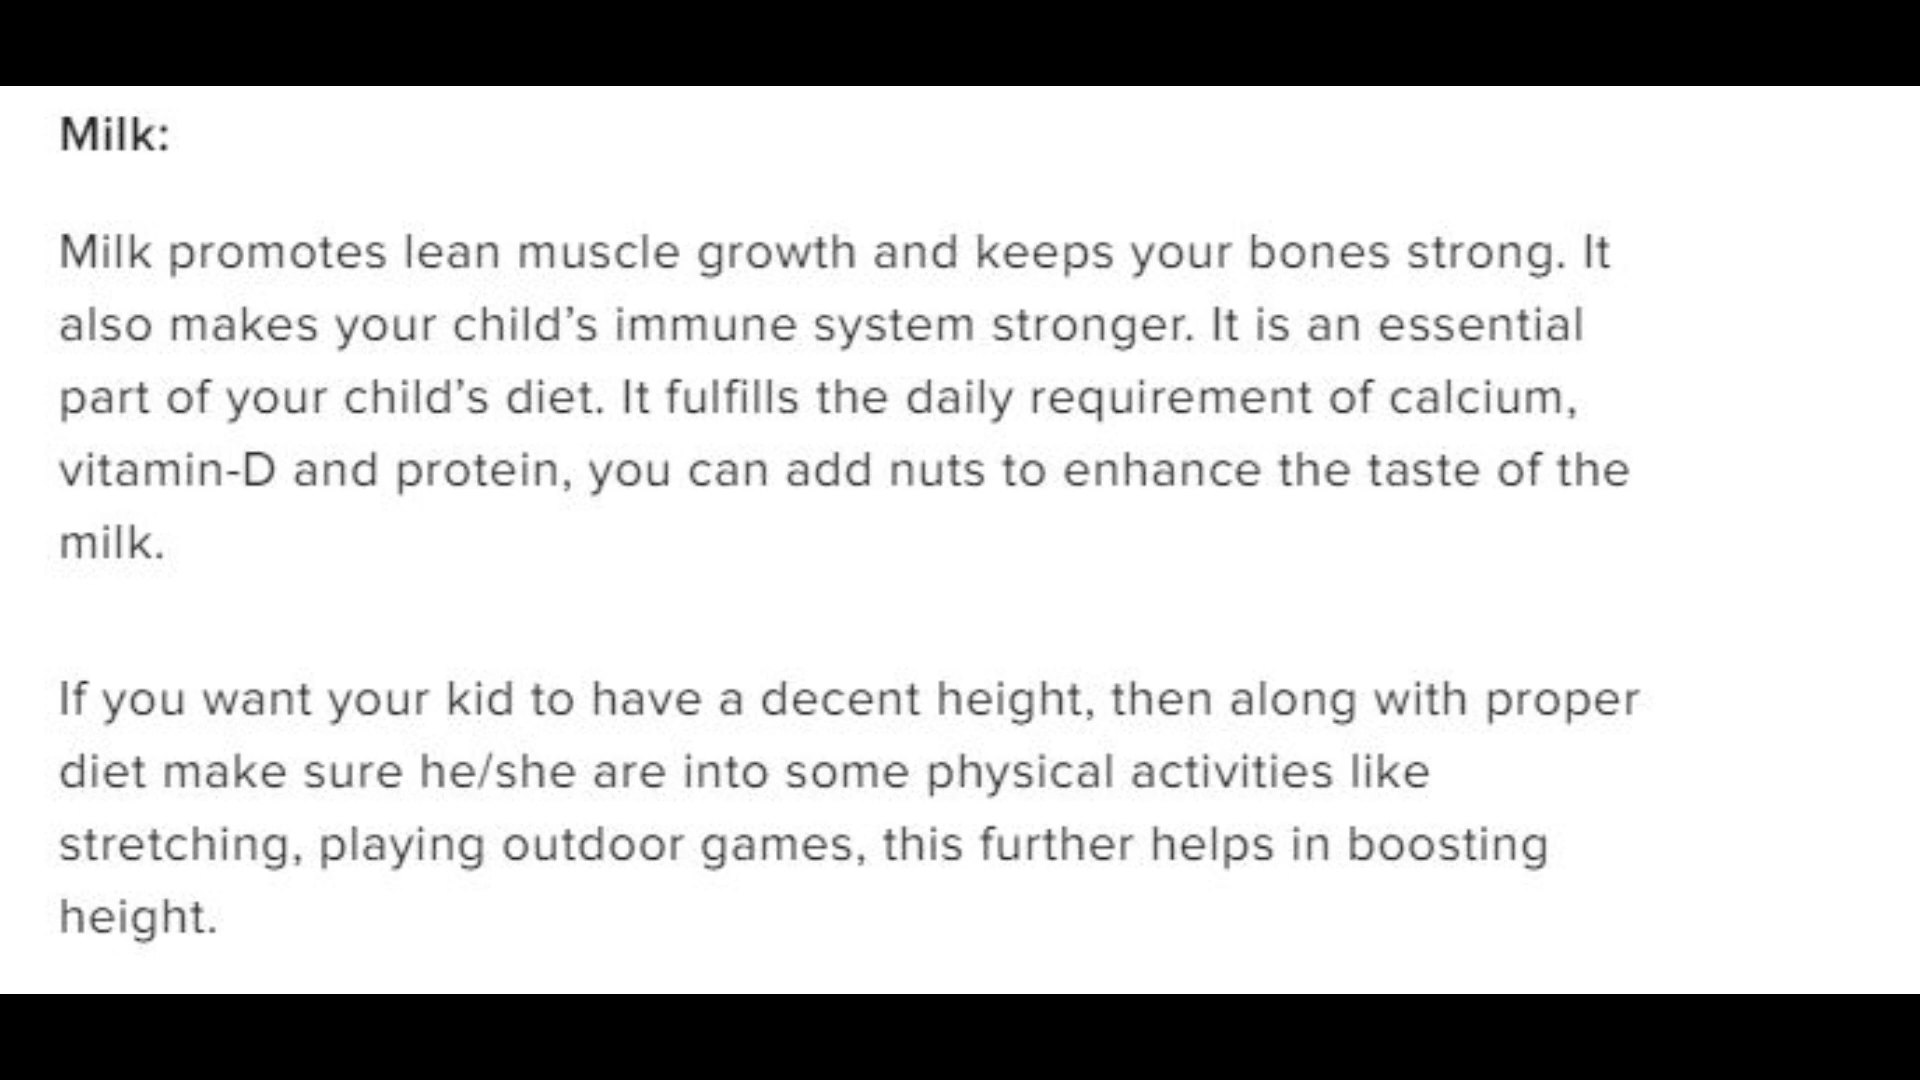 Milk:
Milk promotes lean muscle growth and keeps your bones strong. It
also makes your child’s immune system stronger. It is an essential
part of your child’s diet. It fulfills the daily requirement of calcium,
vitamin-D and protein, you can add nuts to enhance the taste of the
milk.
If you want your kid to have a decent height, then along with proper
diet make sure he/she are into some physical activities like
stretching, playing outdoor games, this further helps in boosting
height.